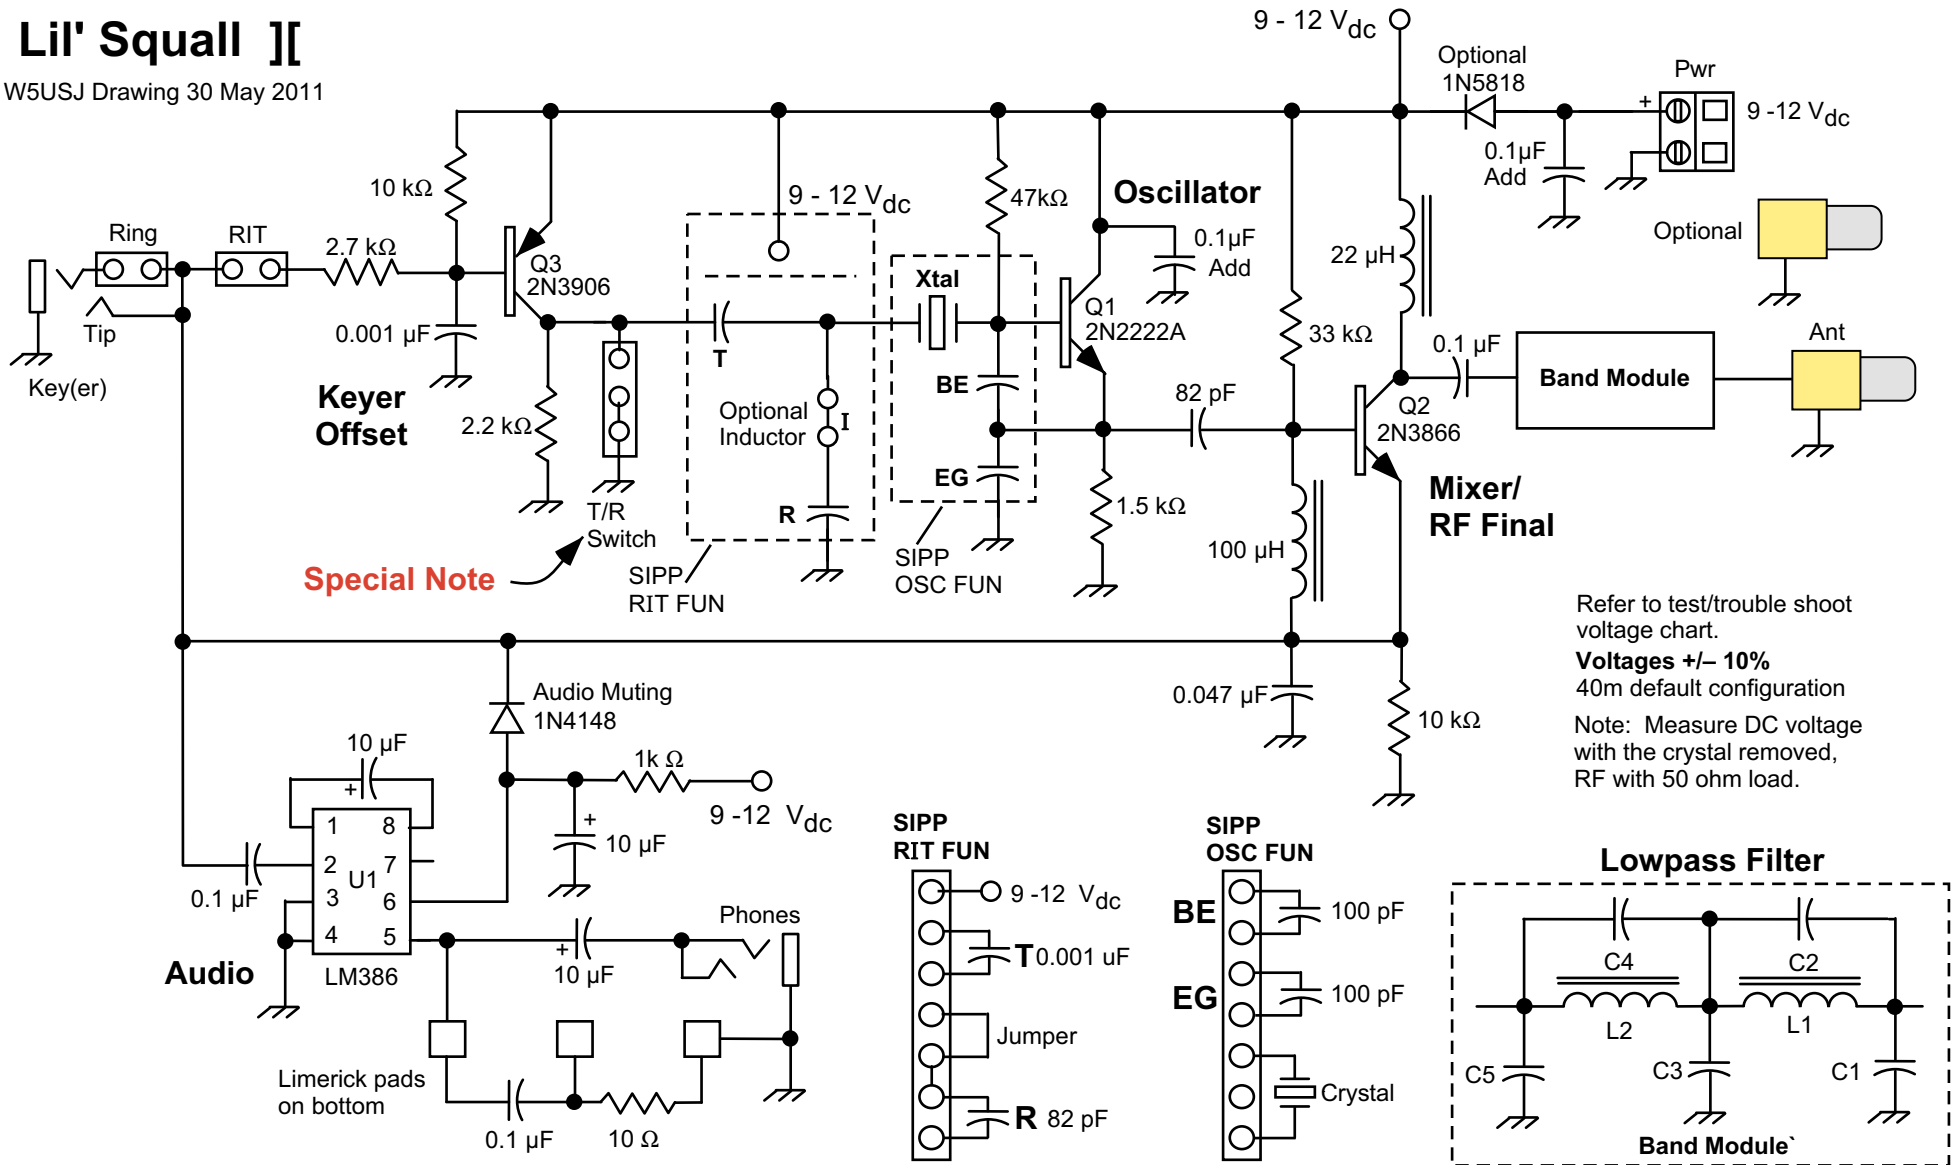 Lil' Squall ][
W5USJ Drawing 30 May 2011
9 - 12 Vdc
Optional
1N5818
Pwr
+
9 -12 Vdc
0.1µF
Add
Optional
Ant
10 kΩ
Ring
RIT
2.7 kΩ
Tip
Key(er)
0.001 µF
Q3
2N3906
Keyer
Offset
2.2 kΩ
T/R
Switch
Special Note
9 - 12 Vdc
T
Optional
Inductor
I
R
SIPP
RIT FUN
47kΩ
Oscillator
0.1µF
Add
Xtal
Q1
2N2222A
BE
EG
SIPP
OSC FUN
1.5 kΩ
82 pF
33 kΩ
22 µH
0.1 µF
Band Module
Q2
2N3866
Mixer/
RF Final
100 µH
0.047 µF
10 kΩ
Refer to test/trouble shoot
voltage chart.
Voltages +/– 10%
40m default configuration
Note: Measure DC voltage
with the crystal removed,
RF with 50 ohm load.
Audio Muting
1N4148
10 µF
+
1k Ω
9 -12 Vdc
+
10 µF
1
8
2
7
U1
3
6
4
5
LM386
0.1 µF
Audio
+
10 µF
Phones
Limerick pads
on bottom
0.1 µF
10 Ω
SIPP
RIT FUN
9 -12 Vdc
T 0.001 uF
Jumper
R 82 pF
SIPP
OSC FUN
BE
100 pF
EG
100 pF
Crystal
Lowpass Filter
C4
C2
L2
L1
C5
C3
C1
Band Module`